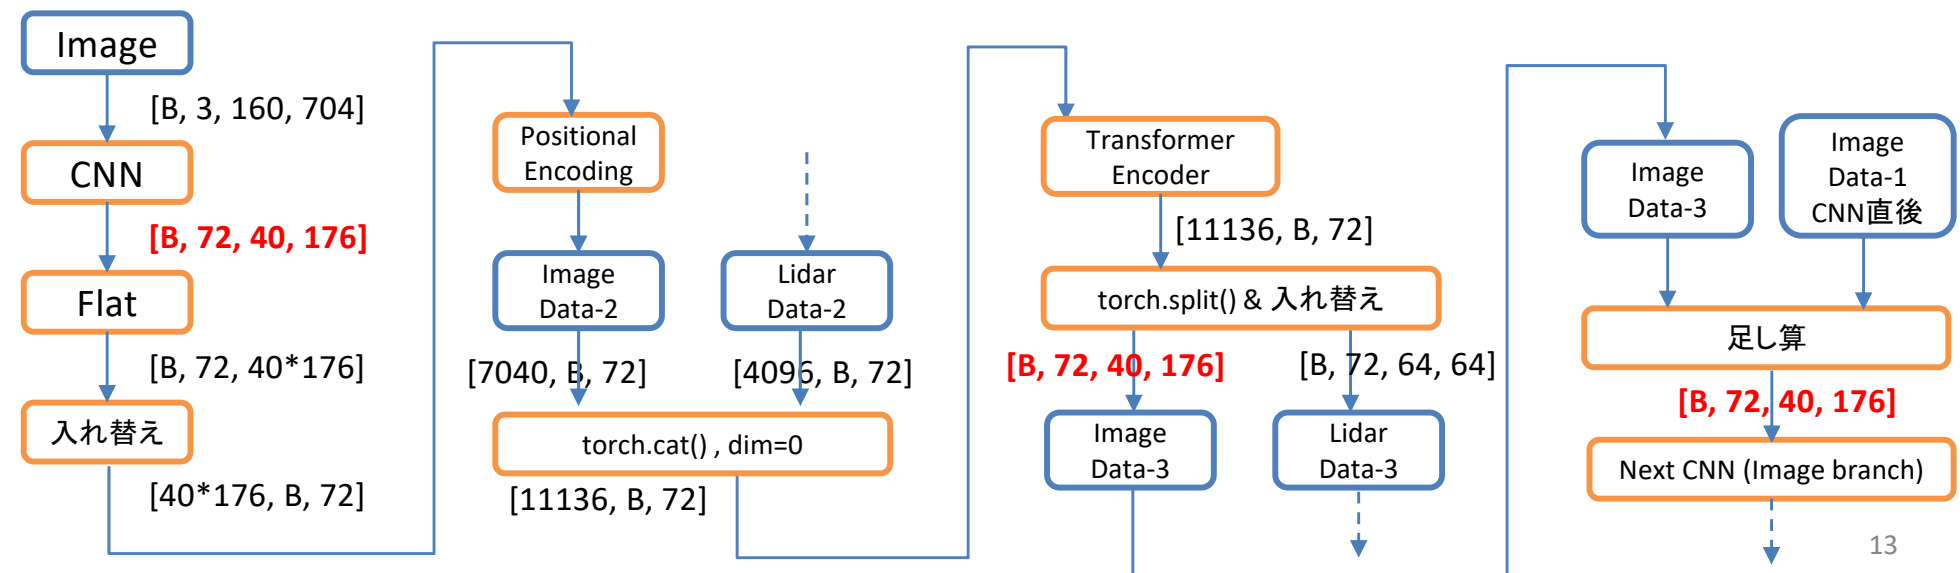 Image
[B, 3, 160, 704]
CNN
[B, 72, 40, 176]
Flat
[B, 72, 40*176]
入れ替え
[40*176, B, 72]
Positional
Encoding
Image
Data-2
Lidar
Data-2
[7040, B, 72]
[4096, B, 72]
torch.cat() , dim=0
[11136, B, 72]
Transformer
Encoder
[11136, B, 72]
torch.split() & 入れ替え
[B, 72, 40, 176]
[B, 72, 64, 64]
Image
Data-3
Lidar
Data-3
Image
Data-3
Image
Data-1
CNN直後
足し算
[B, 72, 40, 176]
Next CNN (Image branch)
13